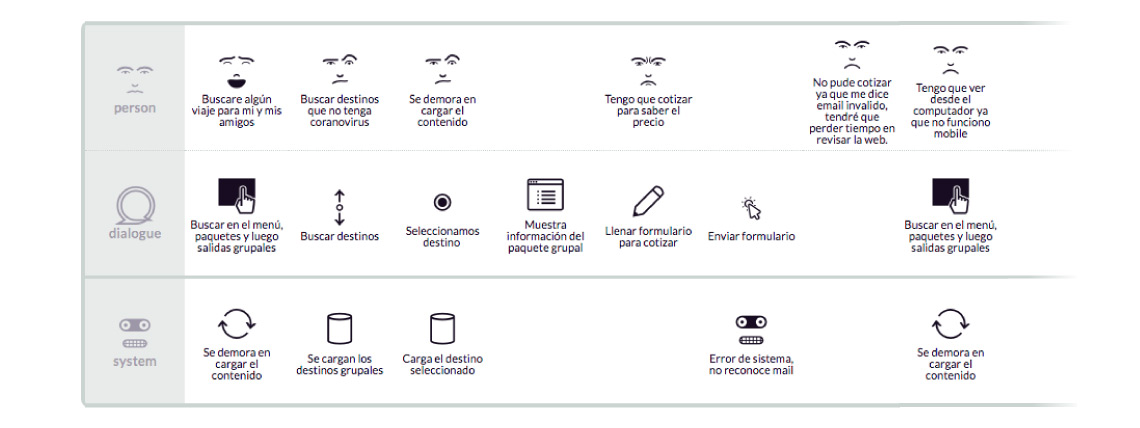 person
Buscare algún
viaje para mi y mis
amigos
Buscar destinos
que no tenga
coranovirus
Se demora en
cargar el
contenido
Tengo que cotizar
para saber el
precio
No pude cotizar
ya que me dice
email invalido,
tendré que
perder tiempo en
revisar la web.
Tengo que ver
desde el
computador ya
que no funciono
mobile
dialogue
Buscar en el menú,
paquetes y luego
salidas grupales
Buscar destinos
Seleccionamos
destino
Muestra
información del
paquete grupal
Llenar formulario
para cotizar
Enviar formulario
Buscar en el menú,
paquetes y luego
salidas grupales
system
Se demora en
cargar el
contenido
Se cargan los
destinos grupales
Carga el destino
seleccionado
Error de sistema,
no reconoce mail
Se demora en
cargar el
contenido